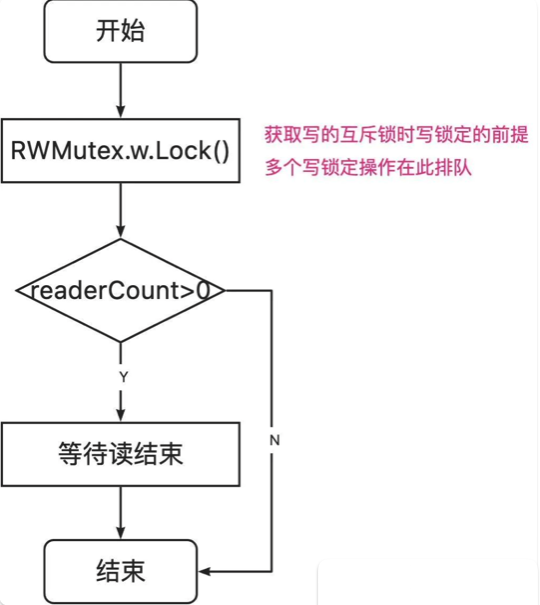 开始
RWMutex.w.Lock()
获取写的互斥锁时写锁定的前提
多个写锁定操作在此排队
readerCount>0
Y
N
等待读结束
结束